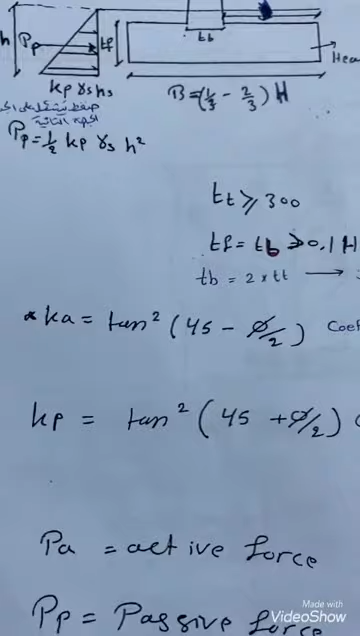 h Pp tf tb
Hea
kp γs hs
B=(1/3 - 2/3) H
Pp = 1/2 kp γs h²
tt ≥ 300
tf = tb ≥ 0,1 H
tb = 2 × tt →
* ka = tan² (45 - Ø/2) Coef
kp = tan² (45 + Ø/2)
Pa = active force
Pp = Passive force
Made with
VideoShow